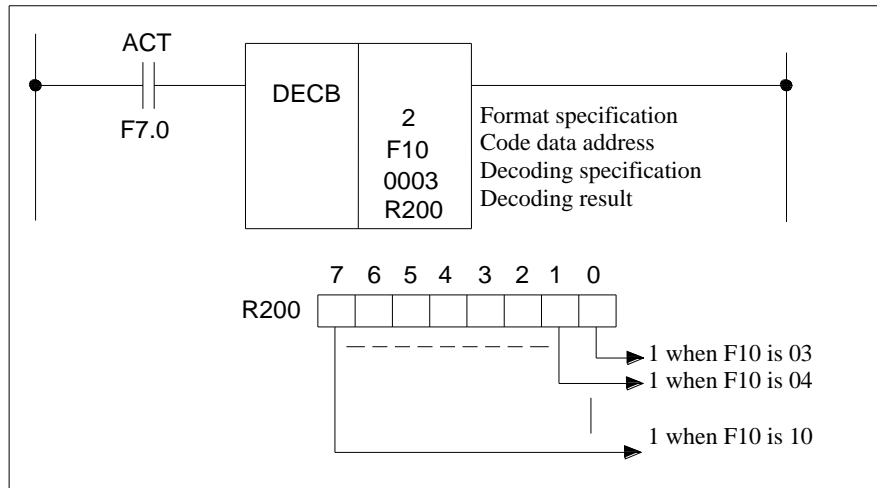 ACT
F7.0
DECB
2
F10
0003
R200
Format specification
Code data address
Decoding specification
Decoding result
7 6 5 4 3 2 1 0
R200
1 when F10 is 03
1 when F10 is 04
1 when F10 is 10